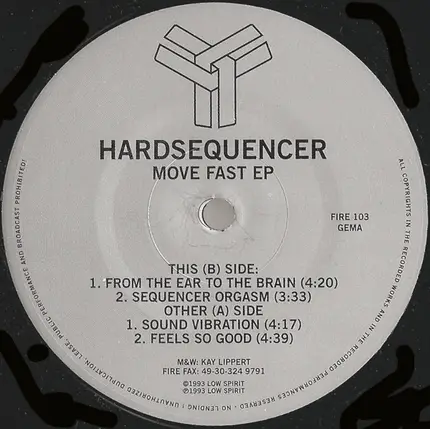 HARDSEQUENCER
MOVE FAST EP
FIRE 103
GEMA
THIS (B) SIDE:
1. FROM THE EAR TO THE BRAIN (4:20)
2. SEQUENCER ORGASM (3:33)
OTHER (A) SIDE
1. SOUND VIBRATION (4:17)
2. FEELS SO GOOD (4:39)
M&W: KAY LIPPERT
FIRE FAX: 49-30-324 9791
©1993 LOW SPIRIT
℗1993 LOW SPIRIT
ALL COPYRIGHTS IN THE RECORDED WORKS AND IN THE RECORDED PERFORMANCES RESERVED - NO LENDING ! UNAUTHORIZED DUPLICATION, LEASE, PUBLIC PERFORMANCE AND BROADCAST PROHIBITED!